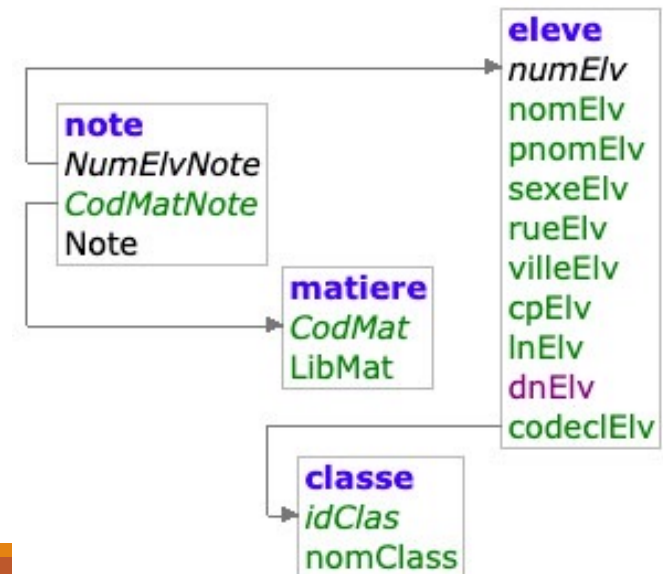 eleve
numElv
nomElv
pnomElv
sexeElv
rueElv
villeElv
cpElv
lnElv
dnElv
codeclElv
note
NumElvNote
CodMatNote
Note
matiere
CodMat
LibMat
classe
idClas
nomClass